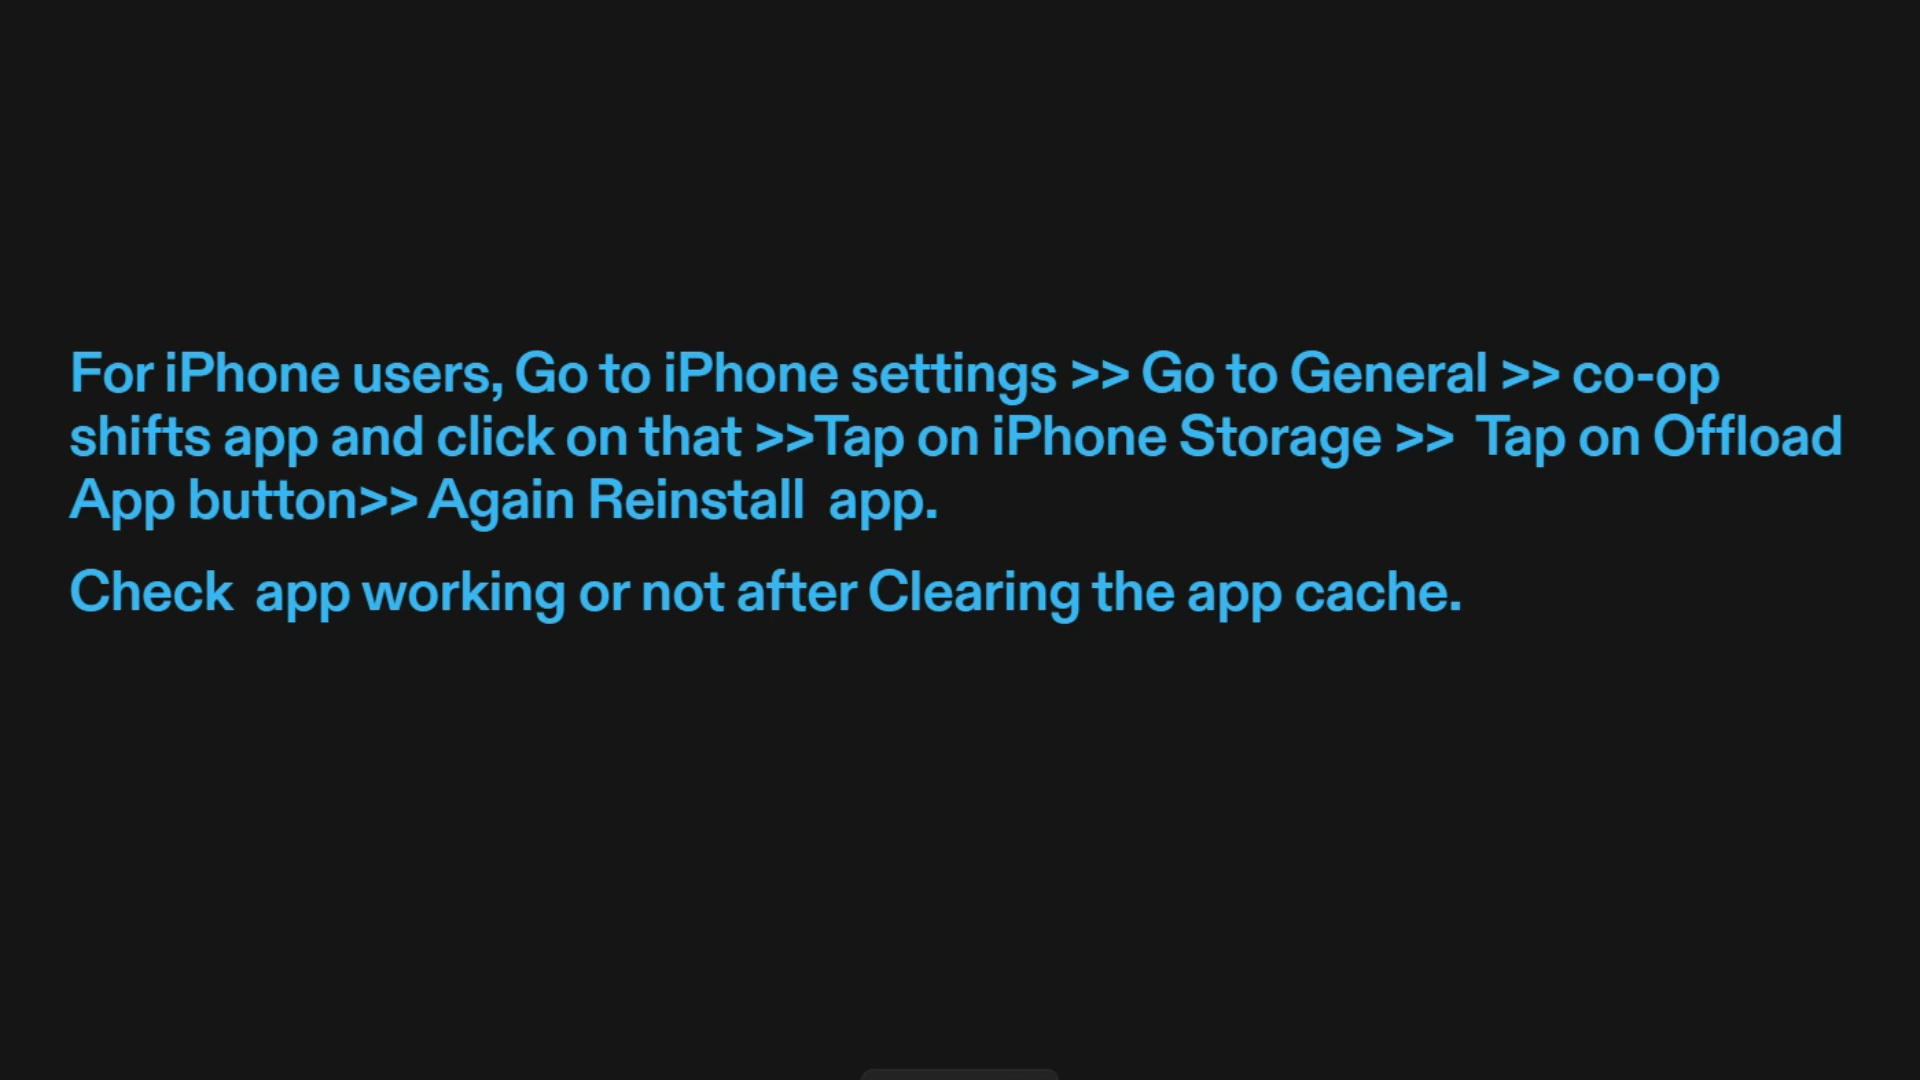 For iPhone users, Go to iPhone settings >> Go to General >> co-op
shifts app and click on that >>Tap on iPhone Storage >>  Tap on Offload
App button>> Again Reinstall  app.
Check  app working or not after Clearing the app cache.